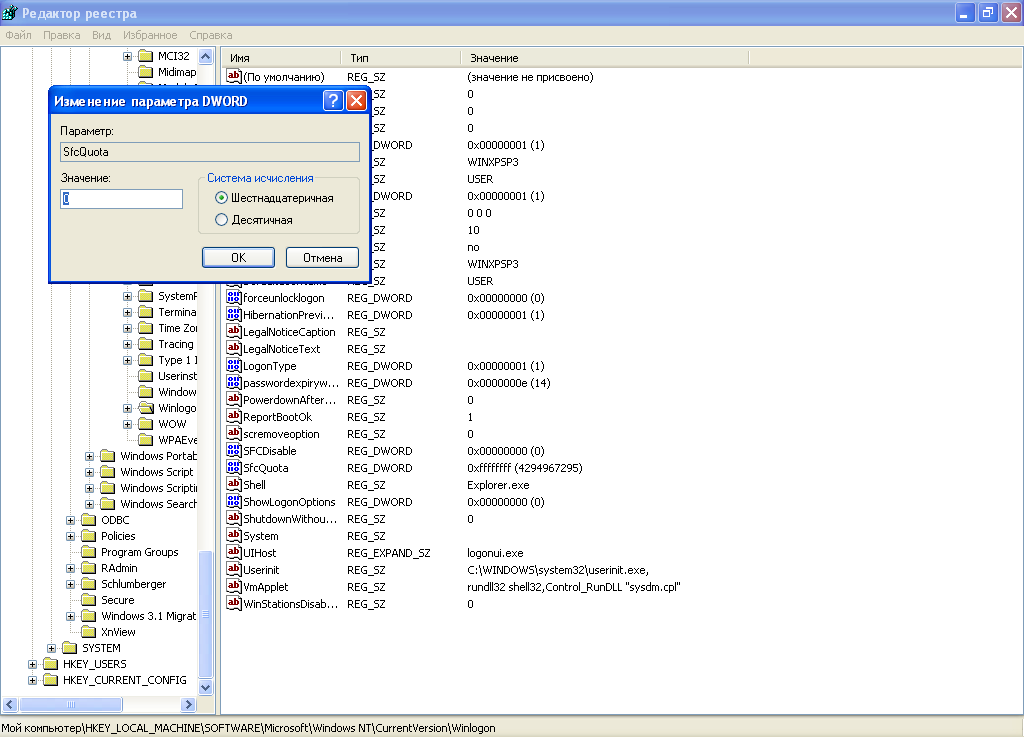 Редактор реестра
Файл Правка Вид Избранное Справка
MCI32
Midimap
Изменение параметра DWORD
Параметр:
SfcQuota
Значение:
0
Система исчисления
Шестнадцатеричная
Десятичная
OK Отмена
SystemF
Termina
Time Zo
Tracing
Type 1 I
Userinst
Window
Winlogo
WOW
WPAEve
Windows Portab
Windows Script
Windows Scripti
Windows Search
ODBC
Policies
Program Groups
RAdmin
Schlumberger
Secure
Windows 3.1 Migrat
XnView
SYSTEM
HKEY_USERS
HKEY_CURRENT_CONFIG
Имя Тип Значение
(По умолчанию) REG_SZ (значение не присвоено)
SZ 0
SZ 0
SZ 0
DWORD 0x00000001 (1)
SZ WINXPSP3
SZ USER
DWORD 0x00000001 (1)
SZ 0 0 0
SZ 10
SZ no
SZ WINXPSP3
SZ USER
forceunlocklogon REG_DWORD 0x00000000 (0)
HibernationPrevi... REG_DWORD 0x00000001 (1)
LegalNoticeCaption REG_SZ
LegalNoticeText REG_SZ
LogonType REG_DWORD 0x00000001 (1)
passwordexpiryw... REG_DWORD 0x0000000e (14)
PowerdownAfter... REG_SZ 0
ReportBootOk REG_SZ 1
scremoveoption REG_SZ 0
SFCDisable REG_DWORD 0x00000000 (0)
SfcQuota REG_DWORD 0xffffffff (4294967295)
Shell REG_SZ Explorer.exe
ShowLogonOptions REG_DWORD 0x00000000 (0)
ShutdownWithou... REG_SZ 0
System REG_SZ
UIHost REG_EXPAND_SZ logonui.exe
Userinit REG_SZ C:\WINDOWS\system32\userinit.exe,
VmApplet REG_SZ rundll32 shell32,Control_RunDLL "sysdm.cpl"
WinStationsDisab... REG_SZ 0
Мой компьютер\HKEY_LOCAL_MACHINE\SOFTWARE\Microsoft\Windows NT\CurrentVersion\Winlogon